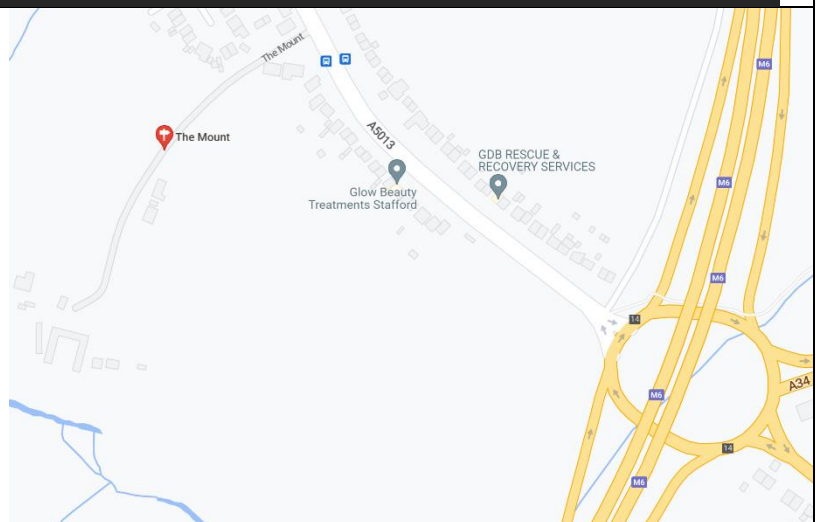 The Mount
M6
The Mount
A5013
GDB RESCUE &
RECOVERY SERVICES
Glow Beauty
Treatments Stafford
M6
M6
14
A34
M6
14
M6